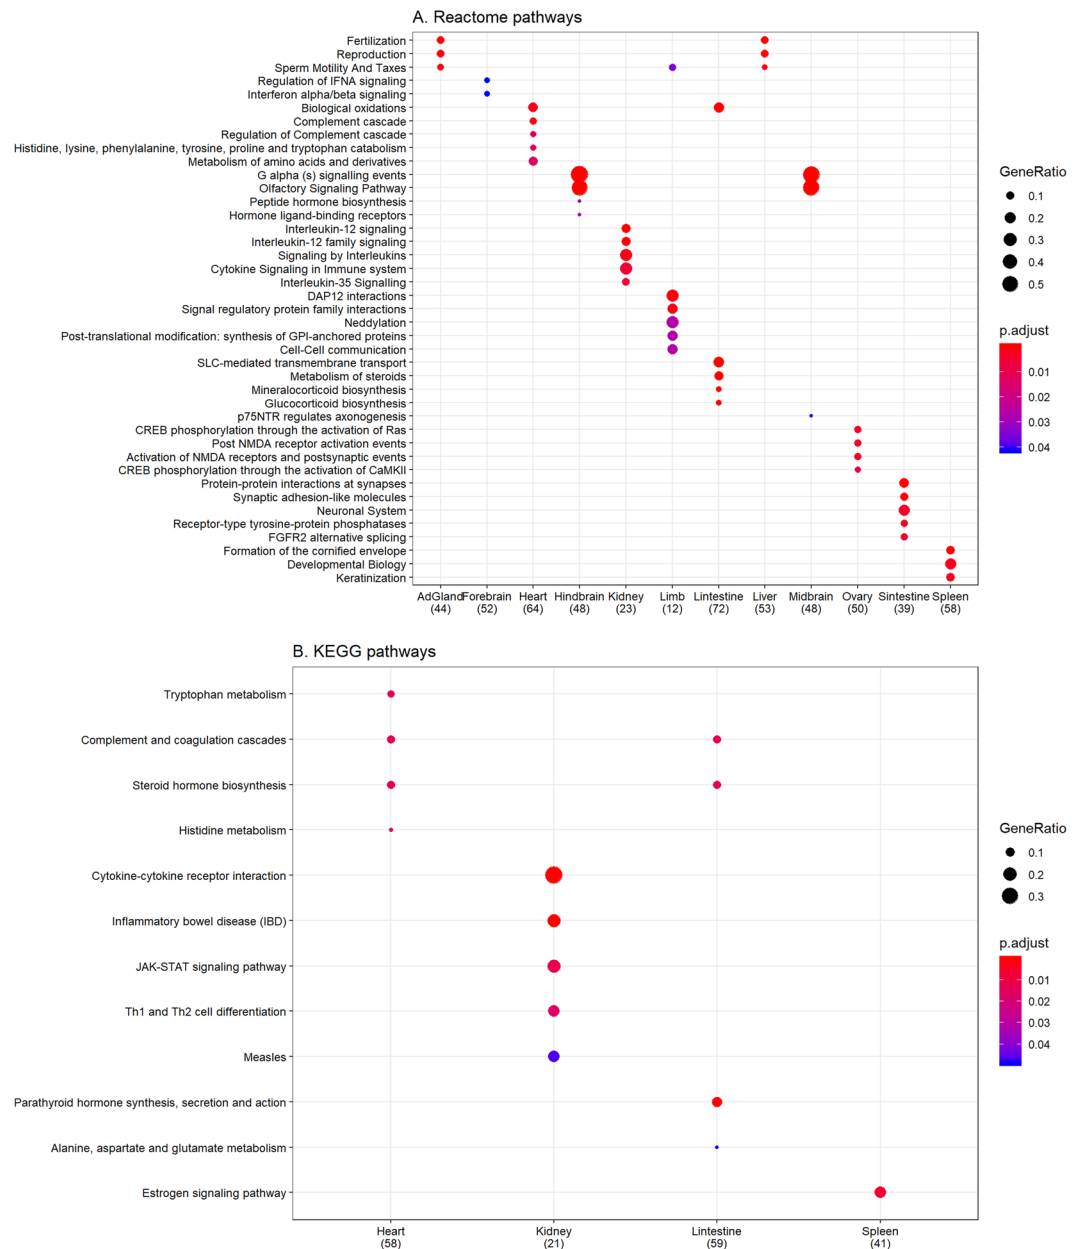 A. Reactome pathways
Fertilization
Reproduction
Sperm Motility And Taxes
Regulation of IFNA signaling
Interferon alpha/beta signaling
Biological oxidations
Complement cascade
Regulation of Complement cascade
Histidine, lysine, phenylalanine, tyrosine, proline and tryptophan catabolism
Metabolism of amino acids and derivatives
G alpha (s) signalling events
Olfactory Signaling Pathway
Peptide hormone biosynthesis
Hormone ligand-binding receptors
Interleukin-12 signaling
Interleukin-12 family signaling
Signaling by Interleukins
Cytokine Signaling in Immune system
Interleukin-35 Signalling
DAP12 interactions
Signal regulatory protein family interactions
Neddylation
Post-translational modification: synthesis of GPI-anchored proteins
Cell-Cell communication
SLC-mediated transmembrane transport
Metabolism of steroids
Mineralocorticoid biosynthesis
Glucocorticoid biosynthesis
p75NTR regulates axonogenesis
CREB phosphorylation through the activation of Ras
Post NMDA receptor activation events
Activation of NMDA receptors and postsynaptic events
CREB phosphorylation through the activation of CaMKII
Protein-protein interactions at synapses
Synaptic adhesion-like molecules
Neuronal System
Receptor-type tyrosine-protein phosphatases
FGFR2 alternative splicing
Formation of the cornified envelope
Developmental Biology
Keratinization
AdGland Forebrain Heart Hindbrain Kidney Limb Lintestine Liver Midbrain Ovary Sintestine Spleen
(44) (52) (64) (48) (23) (12) (72) (53) (48) (50) (39) (58)
GeneRatio
0.1
0.2
0.3
0.4
0.5
p.adjust
0.01
0.02
0.03
0.04
B. KEGG pathways
Tryptophan metabolism
Complement and coagulation cascades
Steroid hormone biosynthesis
Histidine metabolism
Cytokine-cytokine receptor interaction
Inflammatory bowel disease (IBD)
JAK-STAT signaling pathway
Th1 and Th2 cell differentiation
Measles
Parathyroid hormone synthesis, secretion and action
Alanine, aspartate and glutamate metabolism
Estrogen signaling pathway
Heart Kidney Lintestine Spleen
(58) (21) (59) (41)
GeneRatio
0.1
0.2
0.3
p.adjust
0.01
0.02
0.03
0.04